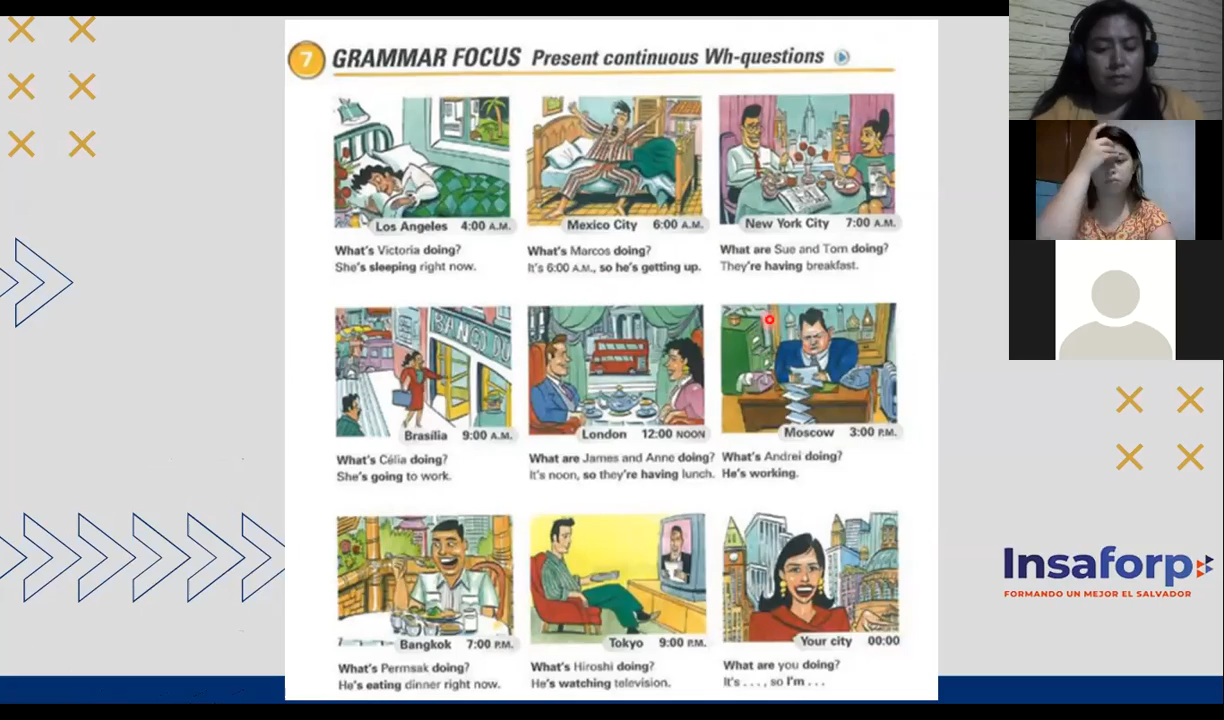 7 GRAMMAR FOCUS Present continuous Wh-questions
Los Angeles 4:00 A.M.
What's Victoria doing?
She's sleeping right now.
Mexico City 6:00 A.M.
What's Marcos doing?
It's 6:00 A.M., so he's getting up.
New York City 7:00 A.M.
What are Sue and Tom doing?
They're having breakfast.
BANCO DU
Brasília 9:00 A.M.
What's Célia doing?
She's going to work.
London 12:00 NOON
What are James and Anne doing?
It's noon, so they're having lunch.
Moscow 3:00 P.M.
What's Andrei doing?
He's working.
Bangkok 7:00 P.M.
What's Permsak doing?
He's eating dinner right now.
Tokyo 9:00 P.M.
What's Hiroshi doing?
He's watching television.
Your city 00:00
What are you doing?
It's . . . , so I'm . . .
Insaforp
FORMANDO UN MEJOR EL SALVADOR